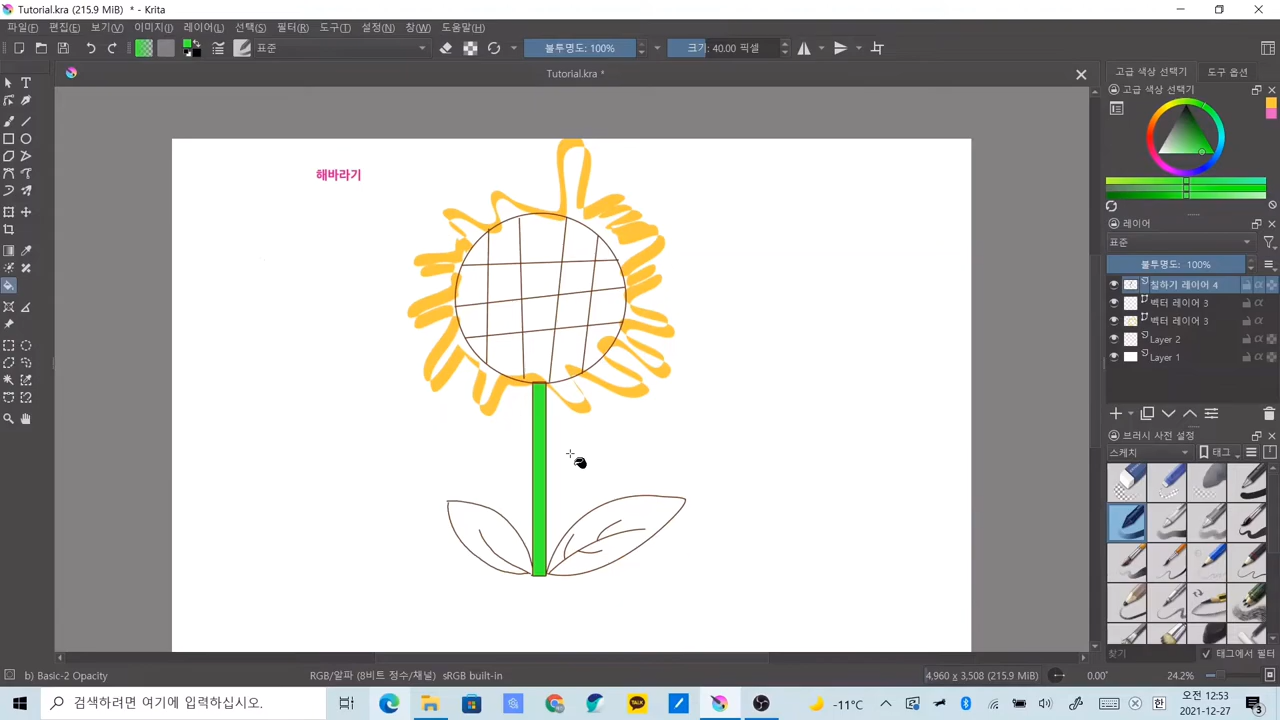 Tutorial.kra (215.9 MiB) * - Krita
파일(F) 편집(E) 보기(V) 이미지(I) 레이어(L) 선택(S) 필터(R) 도구(T) 설정(N) 창(W) 도움말(H)
표준 불투명도: 100% 크기: 40.00 픽셀
Tutorial.kra *
고급 색상 선택기 도구 옵션
고급 색상 선택기
해바라기
레이어
표준
불투명도: 100%
칠하기 레이어 4
벡터 레이어 3
벡터 레이어 3
Layer 2
Layer 1
브러시 사전 설정
스케치 태그
찾기 태그에서 필터
b) Basic-2 Opacity RGB/알파 (8비트 정수/채널) sRGB built-in 4,960 x 3,508 (215.9 MiB) 0.00° 24.2%
검색하려면 여기에 입력하십시오. TALK -11°C 한 오전 12:53
2021-12-27 3